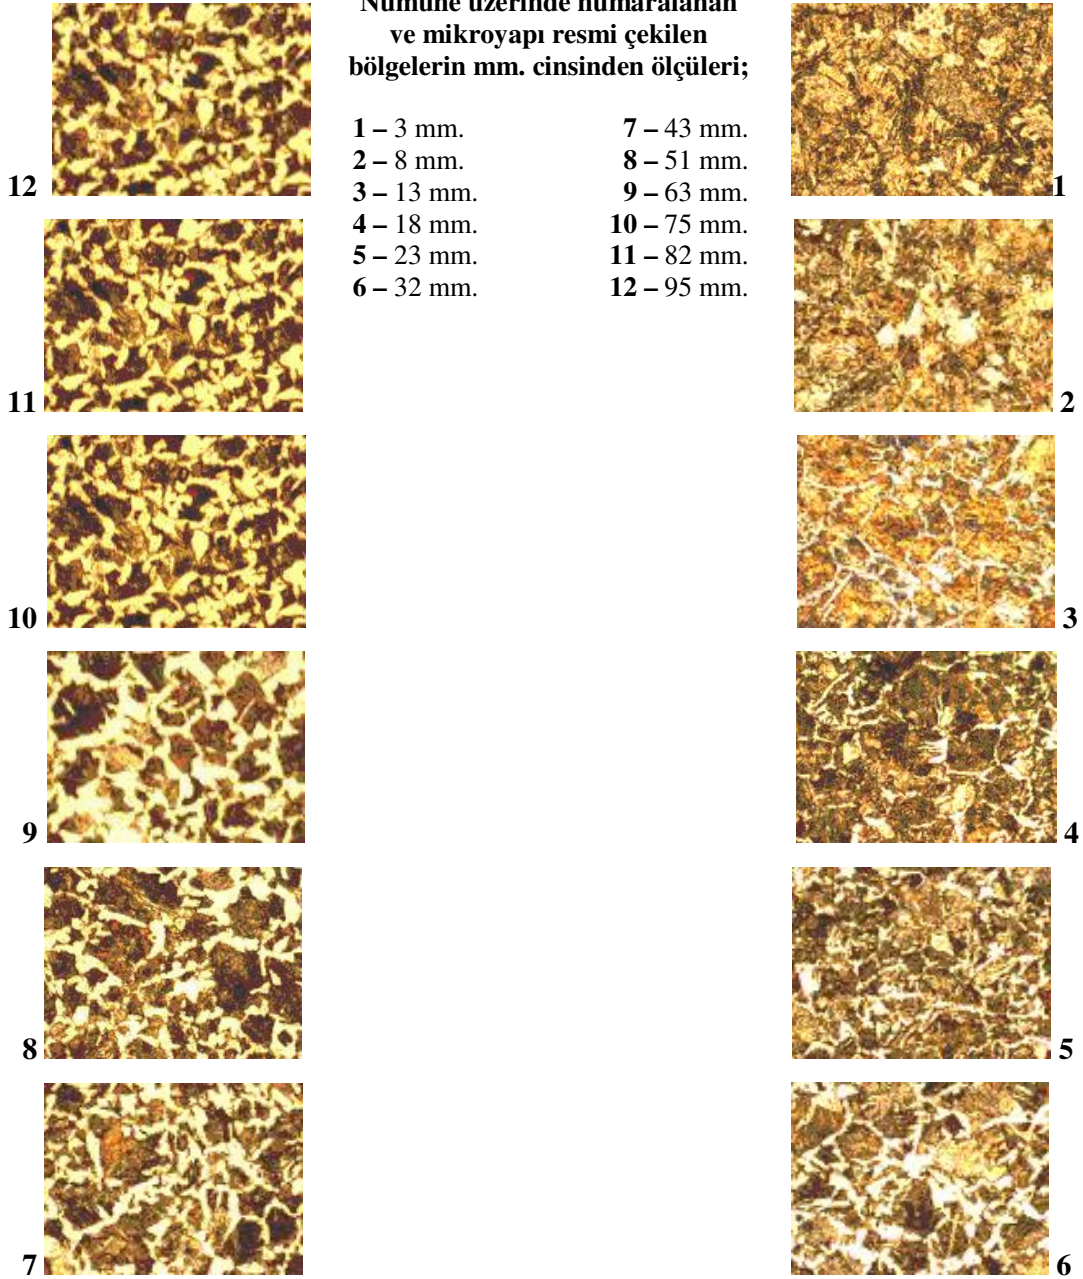 Numune üzerinde numaralanan
ve mikroyapı resmi çekilen
bölgelerin mm. cinsinden ölçüleri;
1 – 3 mm.
2 – 8 mm.
3 – 13 mm.
4 – 18 mm.
5 – 23 mm.
6 – 32 mm.
7 – 43 mm.
8 – 51 mm.
9 – 63 mm.
10 – 75 mm.
11 – 82 mm.
12 – 95 mm.
12
11
10
9
8
7
1
2
3
4
5
6